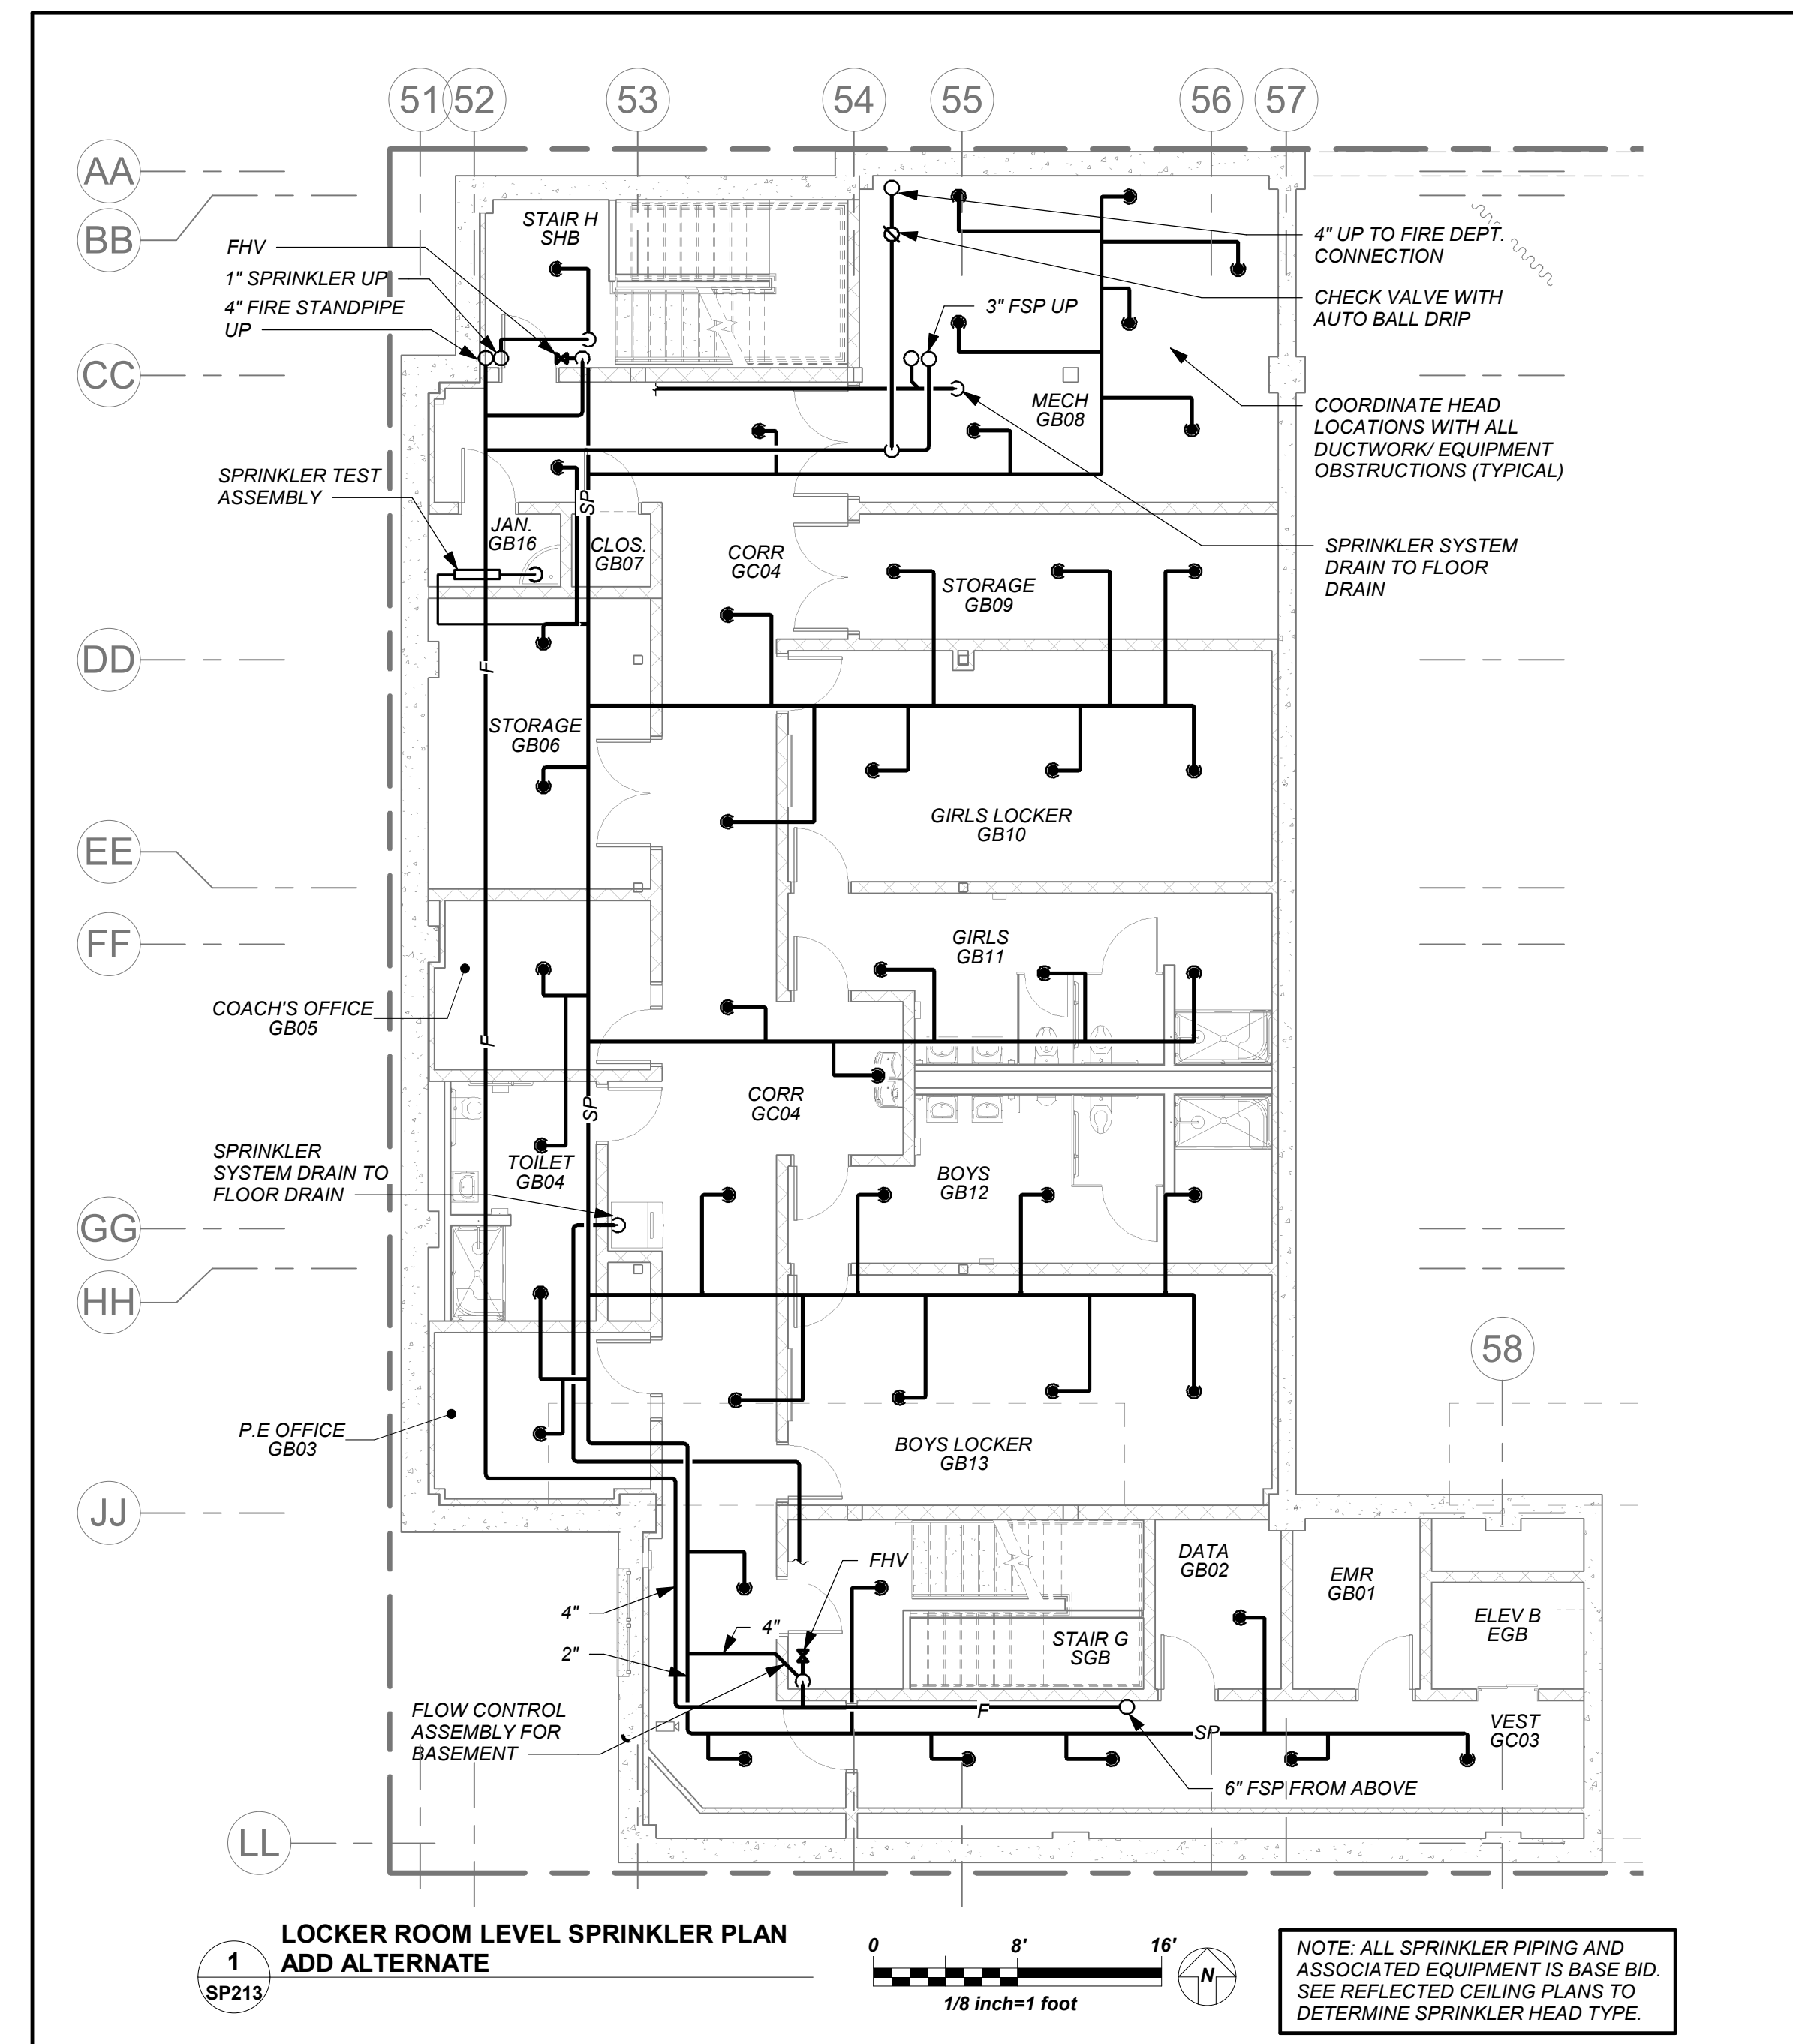 51
52
53
54
55
56
57
AA
BB
CC
DD
EE
FF
GG
HH
JJ
LL
58
STAIR H
SHB
FHV
1" SPRINKLER UP
4" FIRE STANDPIPE
UP
3" FSP UP
4" UP TO FIRE DEPT.
CONNECTION
CHECK VALVE WITH
AUTO BALL DRIP
MECH
GB08
COORDINATE HEAD
LOCATIONS WITH ALL
DUCTWORK/ EQUIPMENT
OBSTRUCTIONS (TYPICAL)
SPRINKLER TEST
ASSEMBLY
SP
JAN.
GB16
CLOS.
GB07
CORR
GC04
STORAGE
GB09
SPRINKLER SYSTEM
DRAIN TO FLOOR
DRAIN
F
STORAGE
GB06
GIRLS LOCKER
GB10
GIRLS
GB11
COACH'S OFFICE
GB05
F
SP
CORR
GC04
SPRINKLER
SYSTEM DRAIN TO
FLOOR DRAIN
TOILET
GB04
BOYS
GB12
P.E OFFICE
GB03
BOYS LOCKER
GB13
FHV
DATA
GB02
EMR
GB01
ELEV B
EGB
4"
4"
2"
STAIR G
SGB
FLOW CONTROL
ASSEMBLY FOR
BASEMENT
F
SP
VEST
GC03
6" FSP FROM ABOVE
1
SP213
LOCKER ROOM LEVEL SPRINKLER PLAN
ADD ALTERNATE
0 8' 16'
1/8 inch=1 foot
N
NOTE: ALL SPRINKLER PIPING AND
ASSOCIATED EQUIPMENT IS BASE BID.
SEE REFLECTED CEILING PLANS TO
DETERMINE SPRINKLER HEAD TYPE.